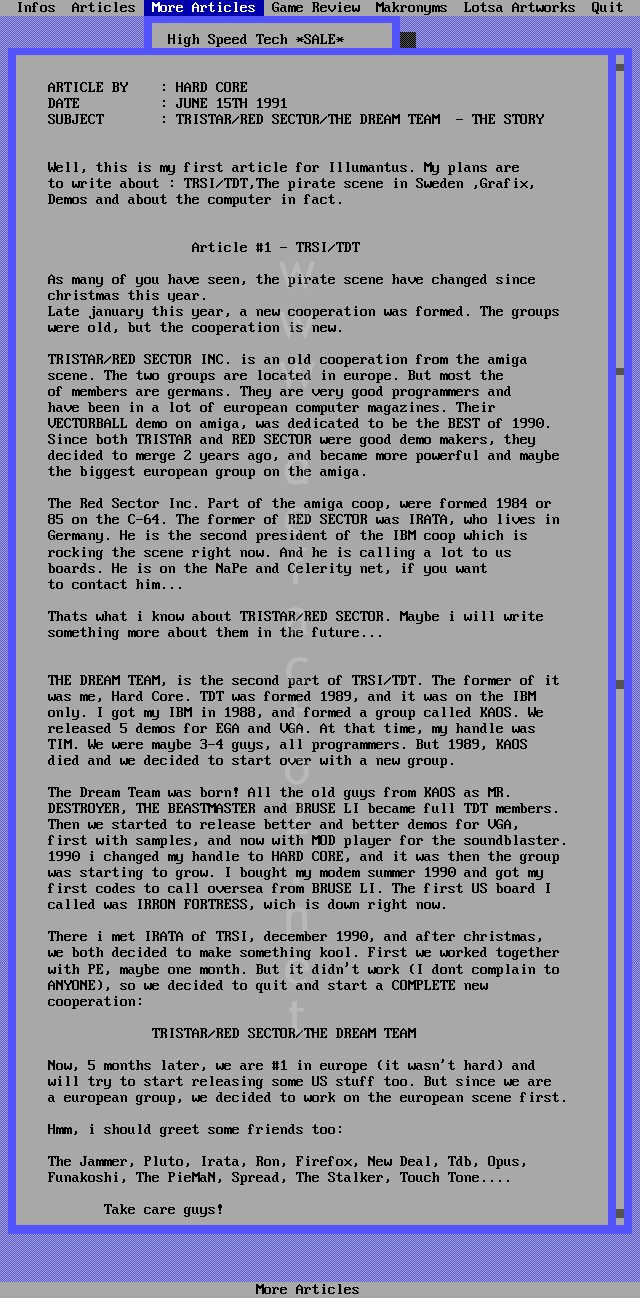 Infos Articles More Articles Game Review Makronyms Lotsa Artworks Quit
High Speed Tech *SALE*
ARTICLE BY : HARD CORE
DATE : JUNE 15TH 1991
SUBJECT : TRISTAR/RED SECTOR/THE DREAM TEAM - THE STORY
Well, this is my first article for Illumantus. My plans are
to write about : TRSI/TDT,The pirate scene in Sweden ,Grafix,
Demos and about the computer in fact.
Article #1 - TRSI/TDT
As many of you have seen, the pirate scene have changed since
christmas this year.
Late january this year, a new cooperation was formed. The groups
were old, but the cooperation is new.
TRISTAR/RED SECTOR INC. is an old cooperation from the amiga
scene. The two groups are located in europe. But most the
of members are germans. They are very good programmers and
have been in a lot of european computer magazines. Their
VECTORBALL demo on amiga, was dedicated to be the BEST of 1990.
Since both TRISTAR and RED SECTOR were good demo makers, they
decided to merge 2 years ago, and became more powerful and maybe
the biggest european group on the amiga.
The Red Sector Inc. Part of the amiga coop, were formed 1984 or
85 on the C-64. The former of RED SECTOR was IRATA, who lives in
Germany. He is the second president of the IBM coop which is
rocking the scene right now. And he is calling a lot to us
boards. He is on the NaPe and Celerity net, if you want
to contact him...
Thats what i know about TRISTAR/RED SECTOR. Maybe i will write
something more about them in the future...
THE DREAM TEAM, is the second part of TRSI/TDT. The former of it
was me, Hard Core. TDT was formed 1989, and it was on the IBM
only. I got my IBM in 1988, and formed a group called KAOS. We
released 5 demos for EGA and VGA. At that time, my handle was
TIM. We were maybe 3-4 guys, all programmers. But 1989, KAOS
died and we decided to start over with a new group.
The Dream Team was born! All the old guys from KAOS as MR.
DESTROYER, THE BEASTMASTER and BRUSE LI became full TDT members.
Then we started to release better and better demos for VGA,
first with samples, and now with MOD player for the soundblaster.
1990 i changed my handle to HARD CORE, and it was then the group
was starting to grow. I bought my modem summer 1990 and got my
first codes to call oversea from BRUSE LI. The first US board I
called was IRRON FORTRESS, wich is down right now.
There i met IRATA of TRSI, december 1990, and after christmas,
we both decided to make something kool. First we worked together
with PE, maybe one month. But it didn't work (I dont complain to
ANYONE), so we decided to quit and start a COMPLETE new
cooperation:
TRISTAR/RED SECTOR/THE DREAM TEAM
Now, 5 months later, we are #1 in europe (it wasn't hard) and
will try to start releasing some US stuff too. But since we are
a european group, we decided to work on the european scene first.
Hmm, i should greet some friends too:
The Jammer, Pluto, Irata, Ron, Firefox, New Deal, Tdb, Opus,
Funakoshi, The PieMaN, Spread, The Stalker, Touch Tone....
Take care guys!
More Articles